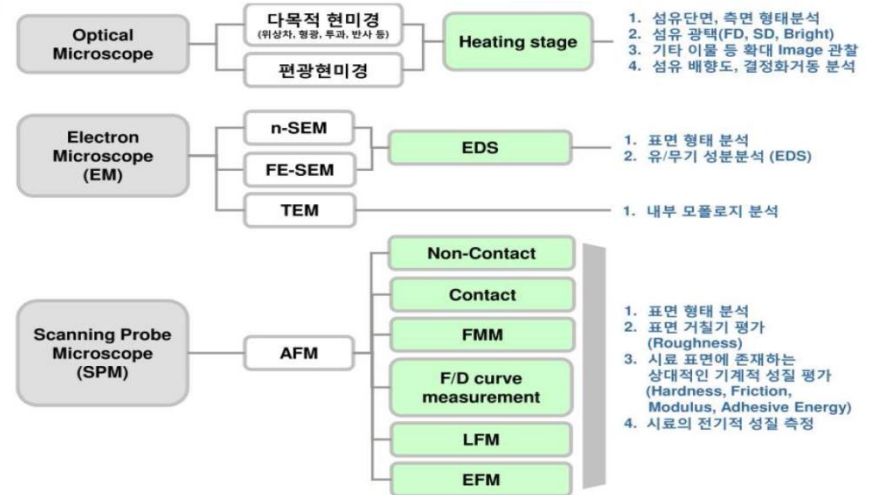 Optical
Microscope
다목적 현미경
(위상차, 형광, 투과, 반사 등)
편광현미경
Heating stage
1. 섬유단면, 측면 형태분석
2. 섬유 광택(FD, SD, Bright)
3. 기타 이물 등 확대 Image 관찰
4. 섬유 배향도, 결정화거동 분석
Electron
Microscope
(EM)
n-SEM
FE-SEM
TEM
EDS
1. 표면 형태 분석
2. 유/무기 성분분석 (EDS)
1. 내부 모폴로지 분석
Scanning Probe
Microscope
(SPM)
AFM
Non-Contact
Contact
FMM
F/D curve
measurement
LFM
EFM
1. 표면 형태 분석
2. 표면 거칠기 평가
(Roughness)
3. 시료 표면에 존재하는
상대적인 기계적 성질 평가
(Hardness, Friction,
Modulus, Adhesive Energy)
4. 시료의 전기적 성질 측정